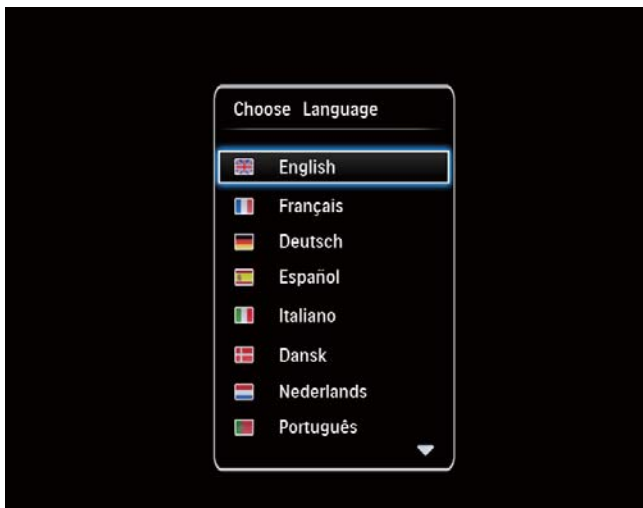 Choose Language
English
Français
Deutsch
Español
Italiano
Dansk
Nederlands
Português